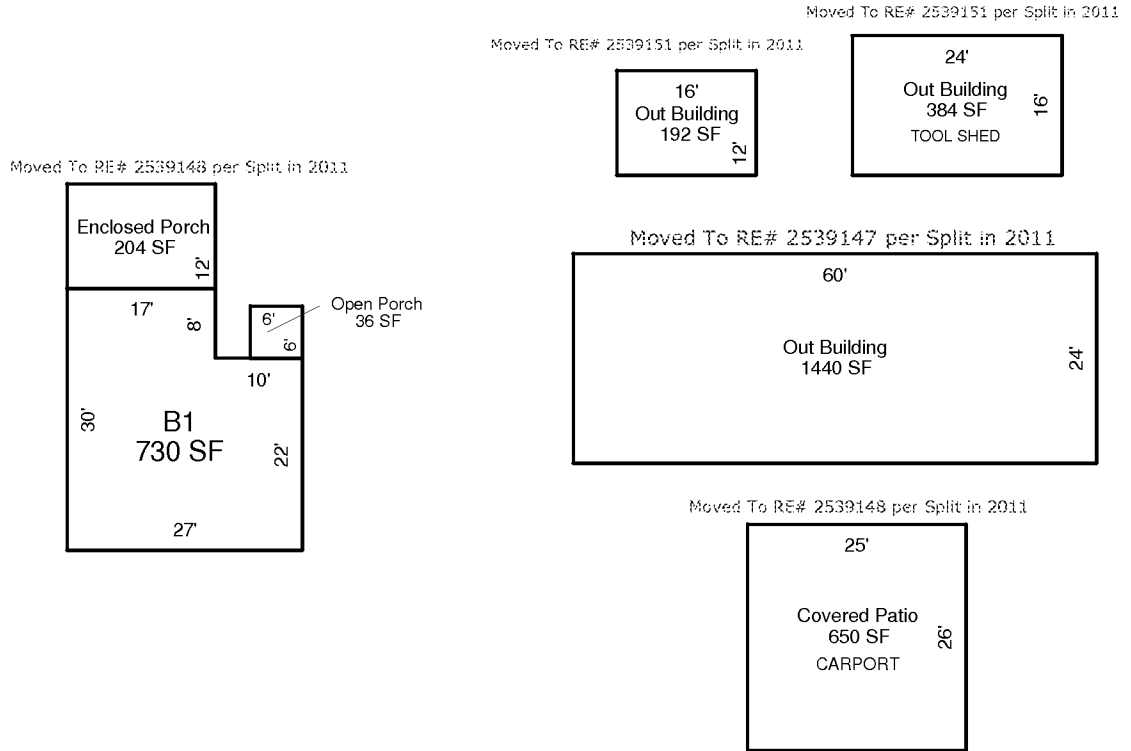 Moved To RE# 2539151 per Split in 2011
24'
Out Building
384 SF
TOOL SHED
16'
Moved To RE# 2539151 per Split in 2011
16'
Out Building
192 SF
12'
Moved To RE# 2539148 per Split in 2011
Enclosed Porch
204 SF
12'
17'
8'
Open Porch
36 SF
6'
6'
10'
30'
B1
730 SF
22'
27'
Moved To RE# 2539147 per Split in 2011
60'
Out Building
1440 SF
24'
Moved To RE# 2539148 per Split in 2011
25'
Covered Patio
650 SF
CARPORT
26'